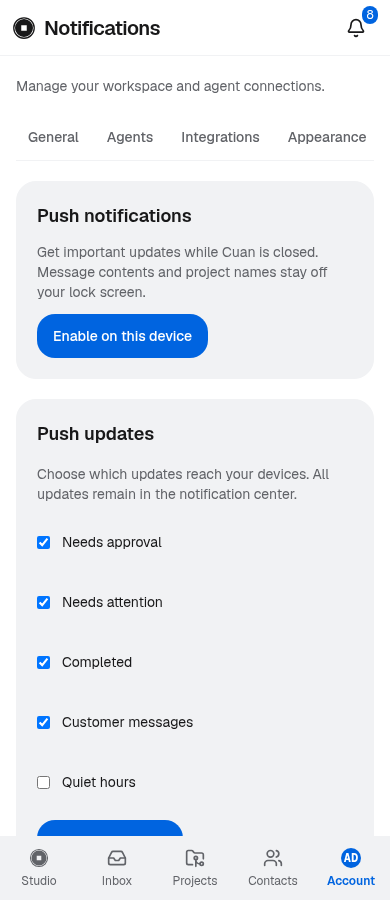 Notifications
8
Manage your workspace and agent connections.
General Agents Integrations Appearance
Push notifications
Get important updates while Cuan is closed.
Message contents and project names stay off
your lock screen.
Enable on this device
Push updates
Choose which updates reach your devices. All
updates remain in the notification center.
Needs approval
Needs attention
Completed
Customer messages
Quiet hours
AD
Studio Inbox Projects Contacts Account